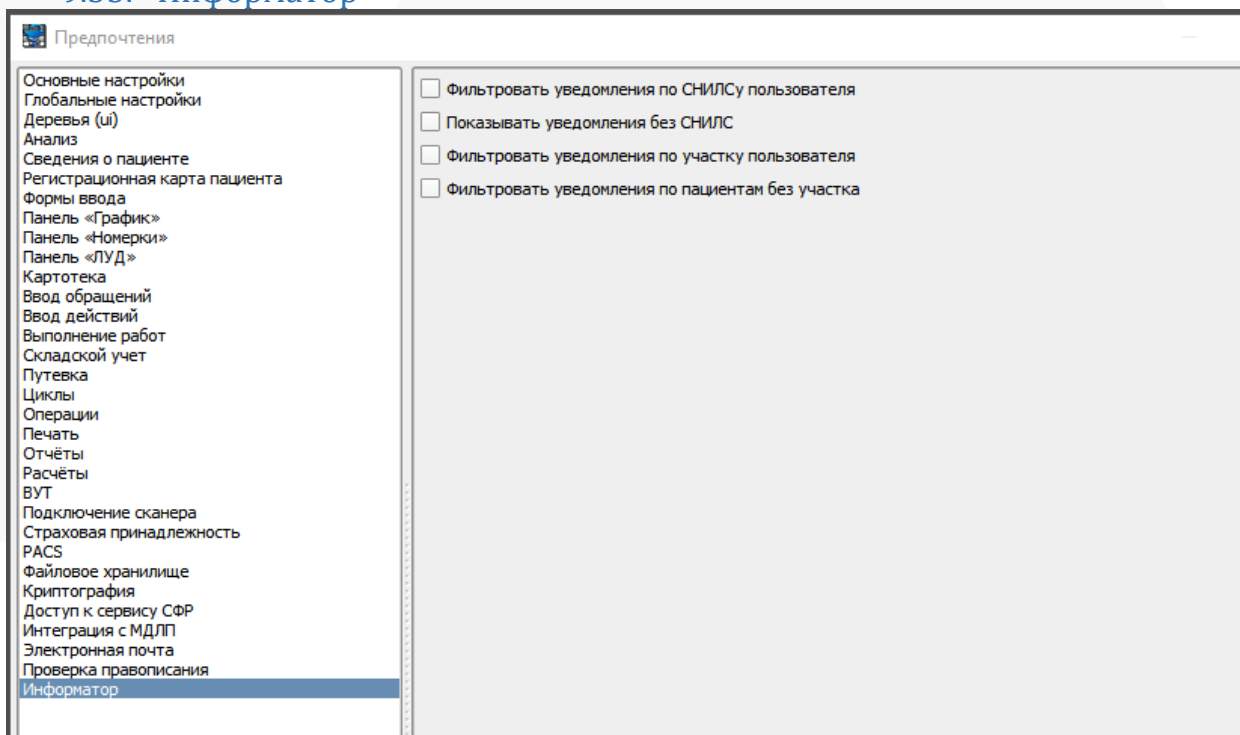 Информатор
Предпочтения
Основные настройки
Глобальные настройки
Деревья (ui)
Анализ
Сведения о пациенте
Регистрационная карта пациента
Формы ввода
Панель «График»
Панель «Номерки»
Панель «ЛУД»
Картотека
Ввод обращений
Ввод действий
Выполнение работ
Складской учет
Путевка
Циклы
Операции
Печать
Отчёты
Расчёты
ВУТ
Подключение сканера
Страховая принадлежность
PACS
Файловое хранилище
Криптография
Доступ к сервису СФР
Интеграция с МДЛП
Электронная почта
Проверка правописания
Информатор
Фильтровать уведомления по СНИЛСу пользователя
Показывать уведомления без СНИЛС
Фильтровать уведомления по участку пользователя
Фильтровать уведомления по пациентам без участка